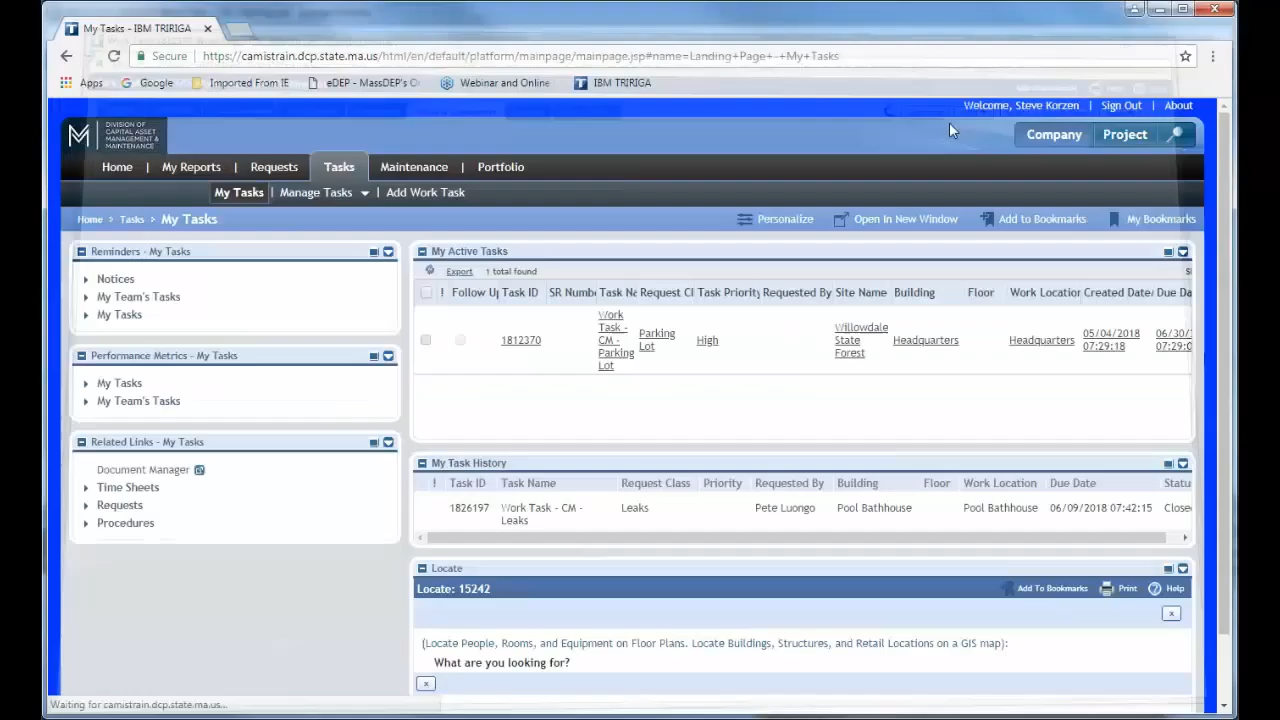 My Tasks - IBM TRIRIGA
Secure https://camistrain.dcp.state.ma.us/html/en/default/platform/mainpage/mainpage.jsp#name=Landing+Page+-+My+Tasks
Apps Google Imported From IE eDEP - MassDEP's O Webinar and Online IBM TRIRIGA
Welcome, Steve Korzen | Sign Out | About
DIVISION OF
CAPITAL ASSET
MANAGEMENT &
MAINTENANCE
Company Project
Home | My Reports | Requests Tasks Maintenance | Portfolio
My Tasks | Manage Tasks | Add Work Task
Home > Tasks > My Tasks Personalize Open In New Window Add to Bookmarks My Bookmarks
Reminders - My Tasks
Notices
My Team's Tasks
My Tasks
Performance Metrics - My Tasks
My Tasks
My Team's Tasks
Related Links - My Tasks
Document Manager
Time Sheets
Requests
Procedures
My Active Tasks
Export 1 total found
! Follow Up Task ID SR Numb Task Na Request Cl Task Priority Requested By Site Name Building Floor Work Location Created Date Due Da
1812370 Work Task - CM - Parking Lot Parking Lot High Willowdale State Forest Headquarters Headquarters 05/04/2018 07:29:18 06/30/ 07:29:0
My Task History
! Task ID Task Name Request Class Priority Requested By Building Floor Work Location Due Date Statu
1826197 Work Task - CM - Leaks Leaks Pete Luongo Pool Bathhouse Pool Bathhouse 06/09/2018 07:42:15 Close
Locate
Locate: 15242 Add To Bookmarks Print Help
x
(Locate People, Rooms, and Equipment on Floor Plans. Locate Buildings, Structures, and Retail Locations on a GIS map):
What are you looking for?
x
Waiting for camistrain.dcp.state.ma.us...